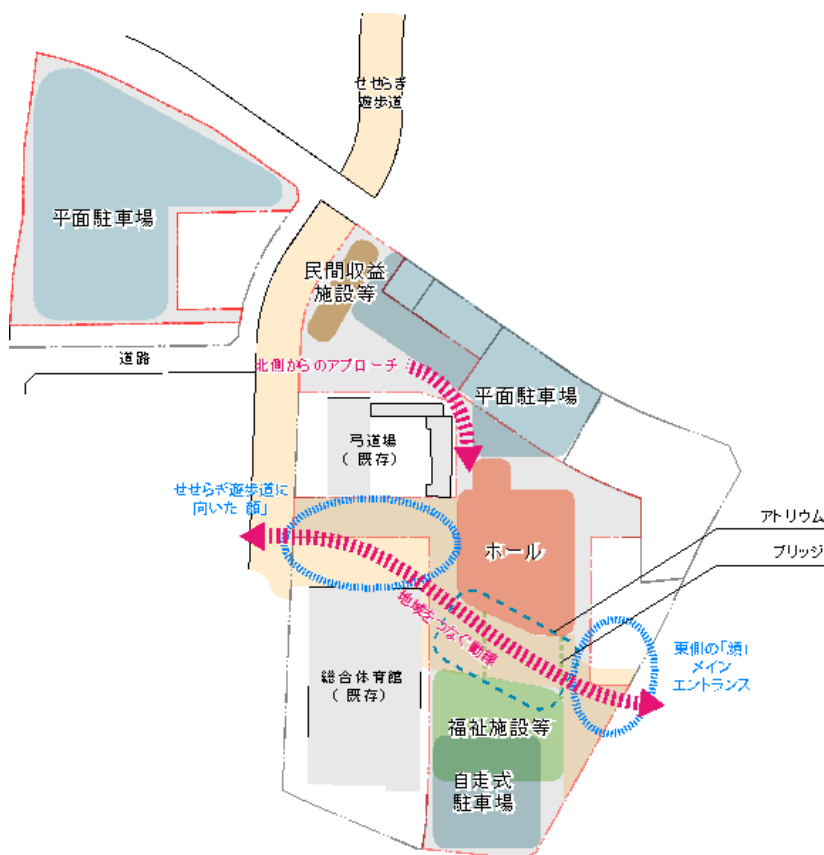 せせらぎ
遊歩道
平面駐車場
民間収益
施設等
道路
北側からのアプローチ
平面駐車場
弓道場
( 既存)
せせらぎ遊歩道に
向いた「顔」
アトリウム
ホール
ブリッジ
地域をつなぐ動線
東側の「顔」
メイン
エントランス
総合体育館
( 既存)
福祉施設等
自走式
駐車場